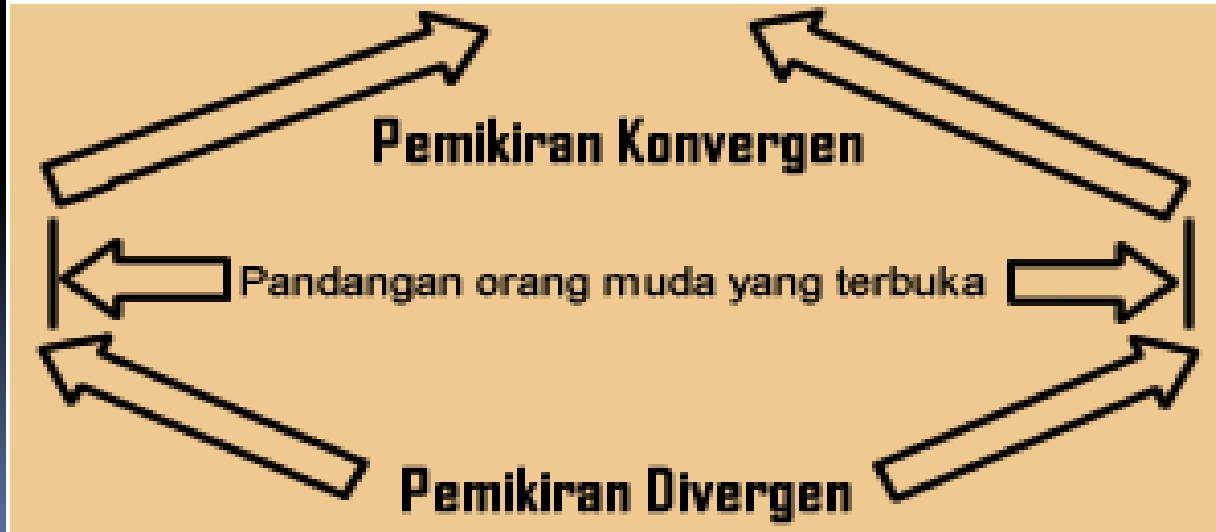 Pemikiran Konvergen
Pandangan orang muda yang terbuka
Pemikiran Divergen